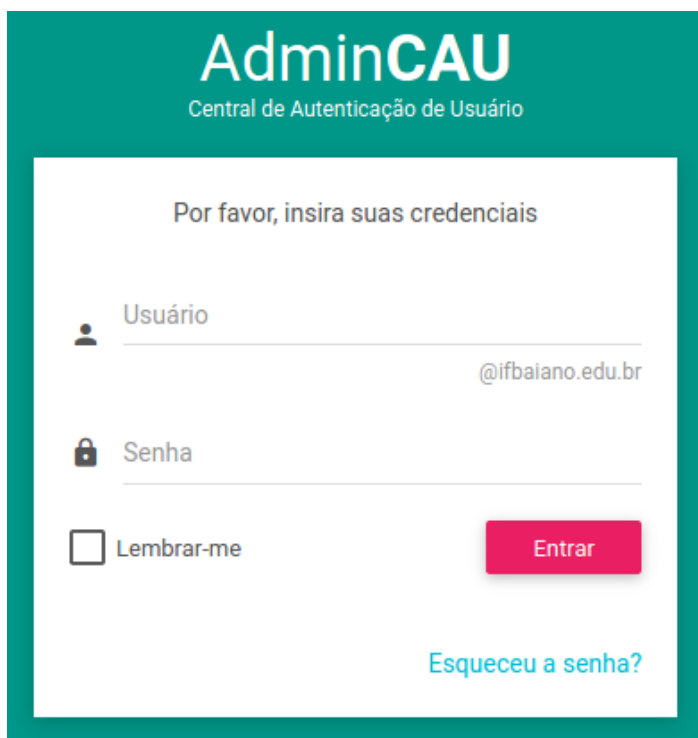 AdminCAU
Central de Autenticação de Usuário
Por favor, insira suas credenciais
Usuário
@ifbaiano.edu.br
Senha
Lembrar-me
Entrar
Esqueceu a senha?